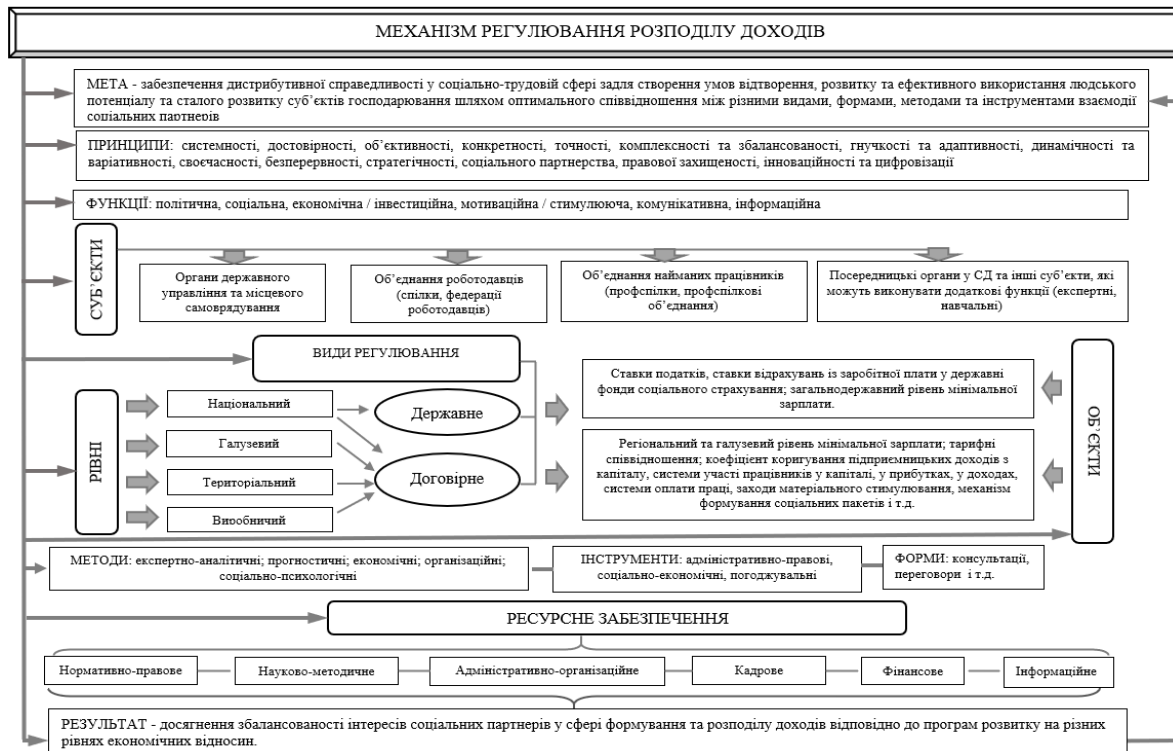 МЕХАНІЗМ РЕГУЛЮВАННЯ РОЗПОДІЛУ ДОХОДІВ
МЕТА - забезпечення дистрибутивної справедливості у соціально-трудовій сфері задля створення умов відтворення, розвитку та ефективного використання людського
потенціалу та сталого розвитку суб’єктів господарювання шляхом оптимального співвідношення між різними видами, формами, методами та інструментами взаємодії
соціальних партнерів
ПРИНЦИПИ: системності, достовірності, об’єктивності, конкретності, точності, комплексності та збалансованості, гнучкості та адаптивності, динамічності та
варіативності, своєчасності, безперервності, стратегічності, соціального партнерства, правової захищеності, інноваційності та цифровізації
ФУНКЦІЇ: політична, соціальна, економічна / інвестиційна, мотиваційна / стимулююча, комунікативна, інформаційна
СУБ’ЄКТИ
Органи державного
управління та місцевого
самоврядування
Об’єднання роботодавців
(спілки, федерації
роботодавців)
Об’єднання найманих працівників
(профспілки, профспілкові
об’єднання)
Посередницькі органи у СД та інші суб’єкти, які
можуть виконувати додаткові функції (експертні,
навчальні)
ВИДИ РЕГУЛЮВАННЯ
РІВНІ
Національний
Галузевий
Територіальний
Виробничий
Державне
Договірне
Ставки податків, ставки відрахувань із заробітної плати у державні
фонди соціального страхування; загальнодержавний рівень мінімальної
зарплати.
Регіональний та галузевий рівень мінімальної зарплати; тарифні
співвідношення; коефіцієнт коригування підприємницьких доходів з
капіталу, системи участі працівників у капіталі, у прибутках, у доходах,
системи оплати праці, заходи матеріального стимулювання, механізм
формування соціальних пакетів і т.д.
ОБ’ЄКТИ
МЕТОДИ: експертно-аналітичні; прогностичні; економічні; організаційні;
соціально-психологічні
ІНСТРУМЕНТИ: адміністративно-правові,
соціально-економічні, погоджувальні
ФОРМИ: консультації,
переговори і т.д.
РЕСУРСНЕ ЗАБЕЗПЕЧЕННЯ
Нормативно-правове
Науково-методичне
Адміністративно-організаційне
Кадрове
Фінансове
Інформаційне
РЕЗУЛЬТАТ - досягнення збалансованості інтересів соціальних партнерів у сфері формування та розподілу доходів відповідно до програм розвитку на різних
рівнях економічних відносин.